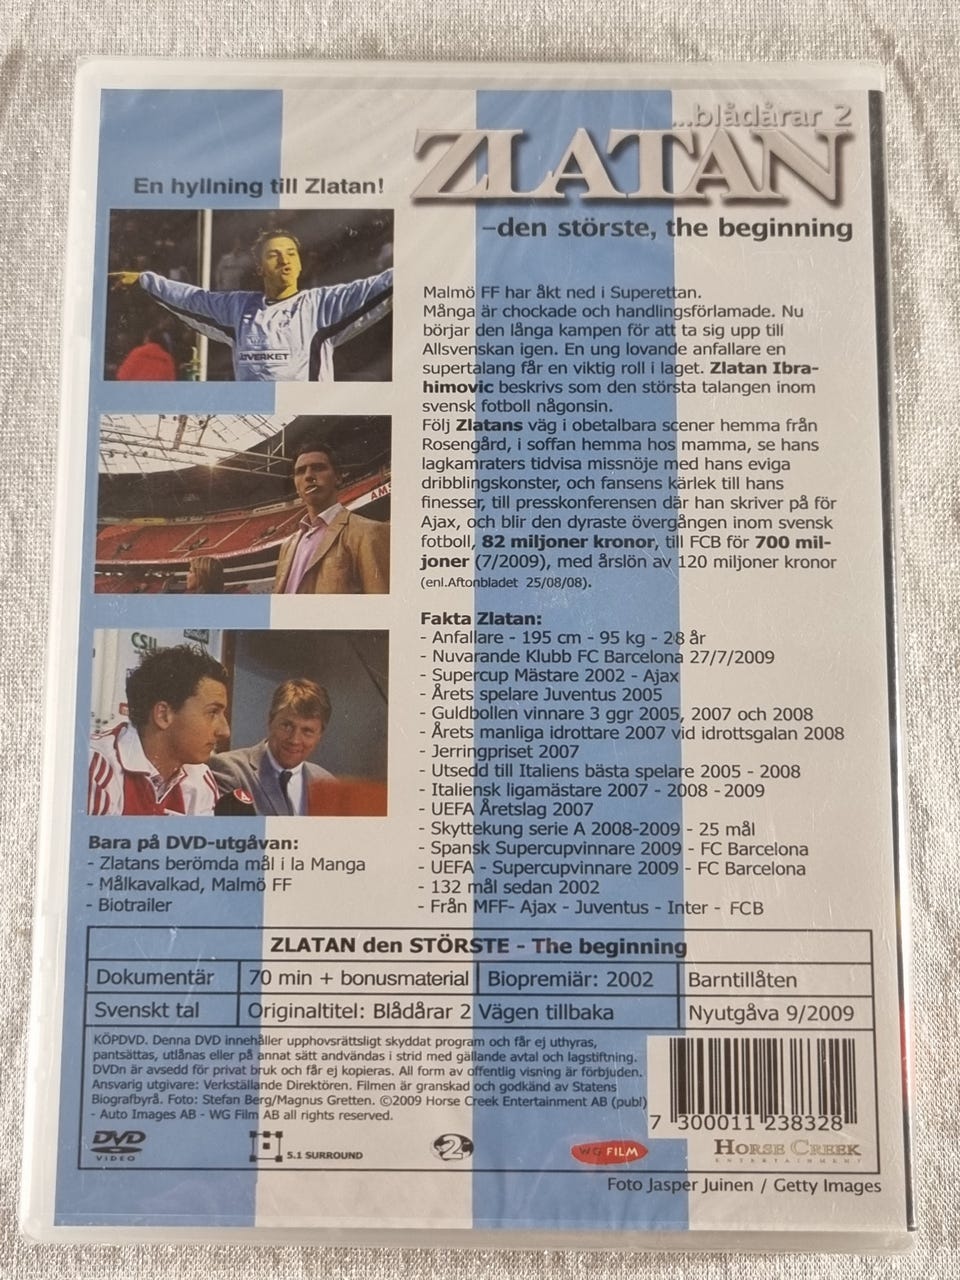 ...blådårar 2
ZLATAN
–den störste, the beginning
En hyllning till Zlatan!
Malmö FF har åkt ned i Superettan.
Många är chockade och handlingsförlamade. Nu
börjar den långa kampen för att ta sig upp till
Allsvenskan igen. En ung lovande anfallare en
supertalang får en viktig roll i laget. Zlatan Ibra-
himovic beskrivs som den största talangen inom
svensk fotboll någonsin.
Följ Zlatans väg i obetalbara scener hemma från
Rosengård, i soffan hemma hos mamma, se hans
lagkamraters tidvisa missnöje med hans eviga
dribblingskonster, och fansens kärlek till hans
finesser, till presskonferensen där han skriver på för
Ajax, och blir den dyraste övergången inom svensk
fotboll, 82 miljoner kronor, till FCB för 700 mil-
joner (7/2009), med årslön av 120 miljoner kronor
(enl.Aftonbladet 25/08/08).
Fakta Zlatan:
- Anfallare - 195 cm - 95 kg - 28 år
- Nuvarande Klubb FC Barcelona 27/7/2009
- Supercup Mästare 2002 - Ajax
- Årets spelare Juventus 2005
- Guldbollen vinnare 3 ggr 2005, 2007 och 2008
- Årets manliga idrottare 2007 vid idrottsgalan 2008
- Jerringpriset 2007
- Utsedd till Italiens bästa spelare 2005 - 2008
- Italiensk ligamästare 2007 - 2008 - 2009
- UEFA Åretslag 2007
- Skyttekung serie A 2008-2009 - 25 mål
- Spansk Supercupvinnare 2009 - FC Barcelona
- UEFA - Supercupvinnare 2009 - FC Barcelona
- 132 mål sedan 2002
- Från MFF- Ajax - Juventus - Inter - FCB
AMS
CSU
Bara på DVD-utgåvan:
- Zlatans berömda mål i la Manga
- Målkavalkad, Malmö FF
- Biotrailer
ZLATAN den STÖRSTE - The beginning
Dokumentär 70 min + bonusmaterial Biopremiär: 2002 Barntillåten
Svenskt tal Originaltitel: Blådårar 2 Vägen tillbaka Nyutgåva 9/2009
KÖPDVD. Denna DVD innehåller upphovsrättsligt skyddat program och får ej uthyras,
pantsättas, utlånas eller på annat sätt användas i strid med gällande avtal och lagstiftning.
DVDn är avsedd för privat bruk och får ej kopieras. All form av offentlig visning är förbjuden.
Ansvarig utgivare: Verkställande Direktören. Filmen är granskad och godkänd av Statens
Biografbyrå. Foto: Stefan Berg/Magnus Gretten. ©2009 Horse Creek Entertainment AB (publ)
- Auto Images AB - WG Film AB all rights reserved.
7 300011 238328
DVD VIDEO
5.1 SURROUND
2
WG FILM
HORSE CREEK
ENTERTAINMENT
Foto Jasper Juinen / Getty Images